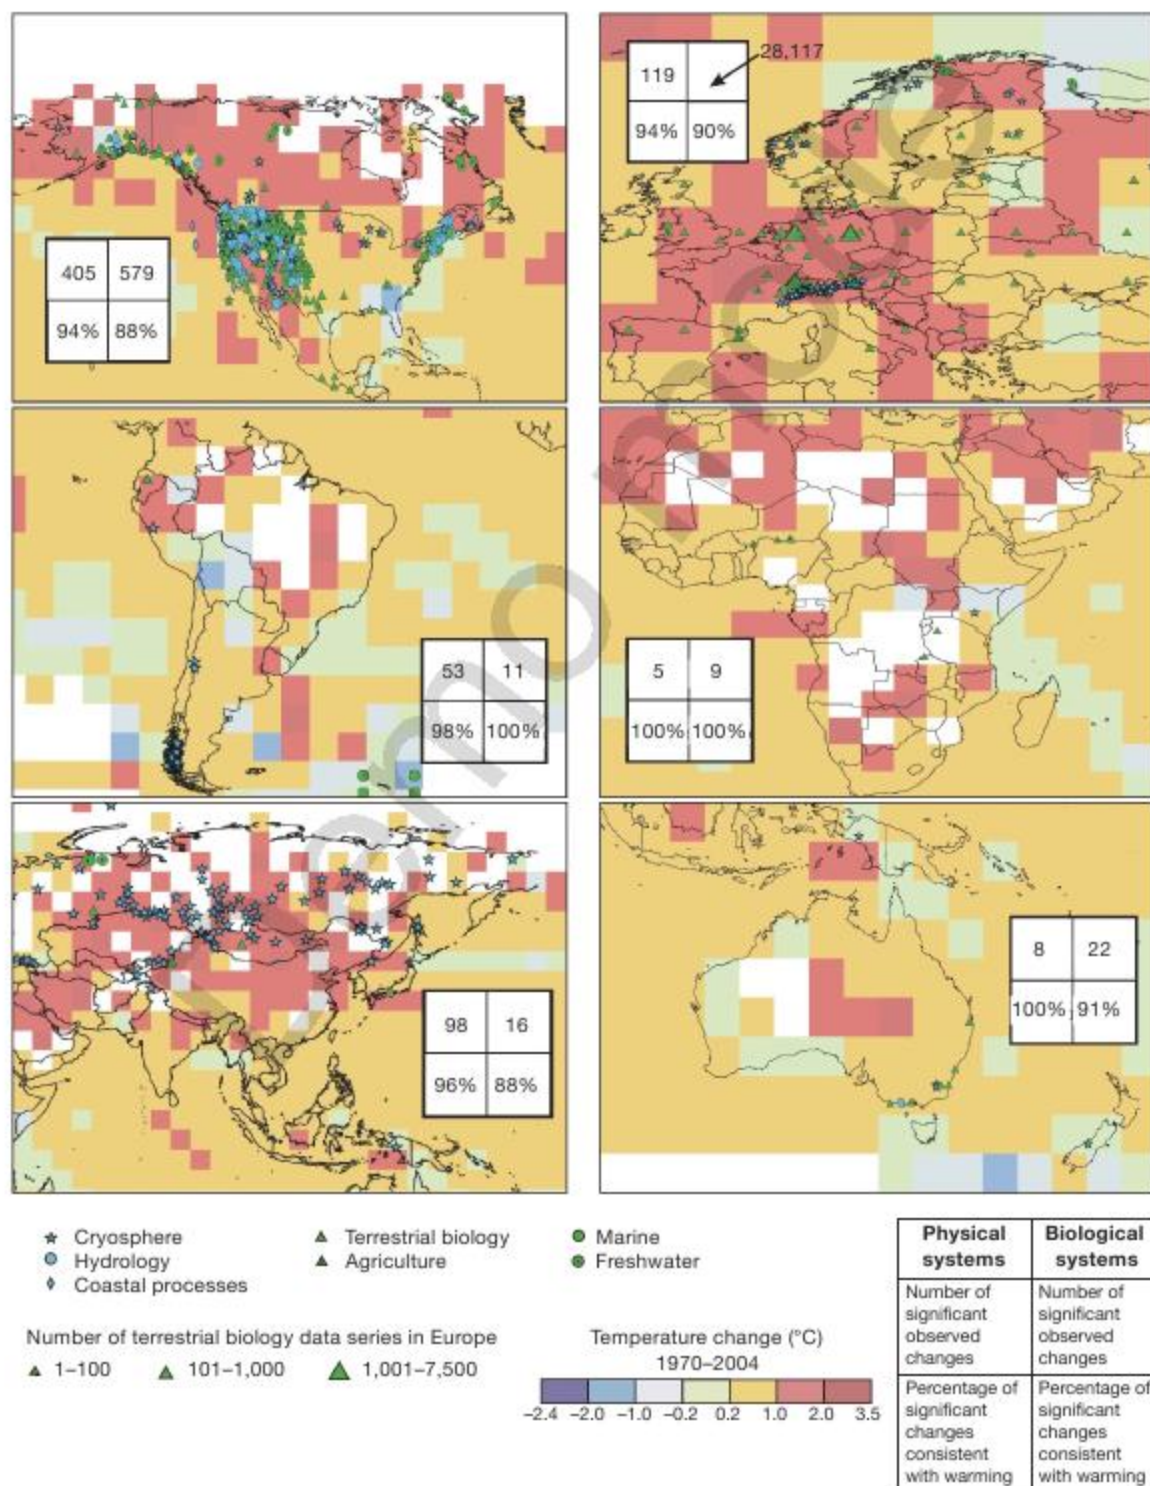 28,117
119
94% 90%
405 579
94% 88%
53 11
98% 100%
5 9
100% 100%
98 16
96% 88%
8 22
100% 91%
Cryosphere
Hydrology
Coastal processes
Terrestrial biology
Agriculture
Marine
Freshwater
Number of terrestrial biology data series in Europe
1–100 101–1,000 1,001–7,500
Temperature change (°C)
1970–2004
–2.4 –2.0 –1.0 –0.2 0.2 1.0 2.0 3.5
Physical
systems
Number of
significant
observed
changes
Percentage of
significant
changes
consistent
with warming
Biological
systems
Number of
significant
observed
changes
Percentage of
significant
changes
consistent
with warming